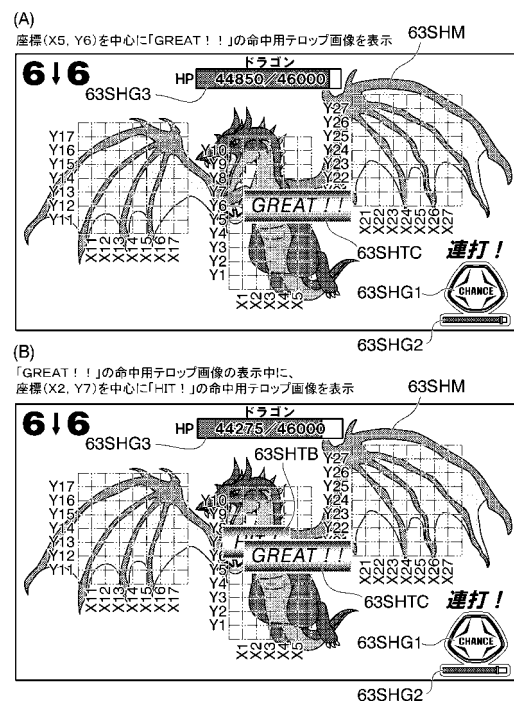 (A)
座標(X5, Y6)を中心に「GREAT!!」の命中用テロップ画像を表示
6↓6
ドラゴン
HP 44850/46000
63SHM
63SHG3
Y17
Y16
Y15
Y14
Y13
Y12
Y11
X11
X12
X13
X14
X15
X16
X17
Y10
Y9
Y8
Y7
Y6
Y5
Y4
Y3
Y2
Y1
X1
X2
X3
X4
X5
Y27
Y26
Y25
Y24
Y23
Y22
X21
X22
X23
X24
X25
X26
X27
GREAT!!
63SHTC
連打!
63SHG1
CHANCE
63SHG2
(B)
「GREAT!!」の命中用テロップ画像の表示中に、
座標(X2, Y7)を中心に「HIT!」の命中用テロップ画像を表示
6↓6
ドラゴン
HP 44275/46000
63SHM
63SHG3
63SHTB
Y17
Y16
Y15
Y14
Y13
Y12
Y11
X11
X12
X13
X14
X15
X16
X17
Y10
Y9
Y5
Y4
Y3
Y2
Y1
X1
X2
X3
X4
X5
Y27
Y26
Y25
Y24
Y23
Y22
Y21
X21
X22
X23
X24
X25
X26
X27
HIT!
GREAT!!
63SHTC
連打!
63SHG1
CHANCE
63SHG2